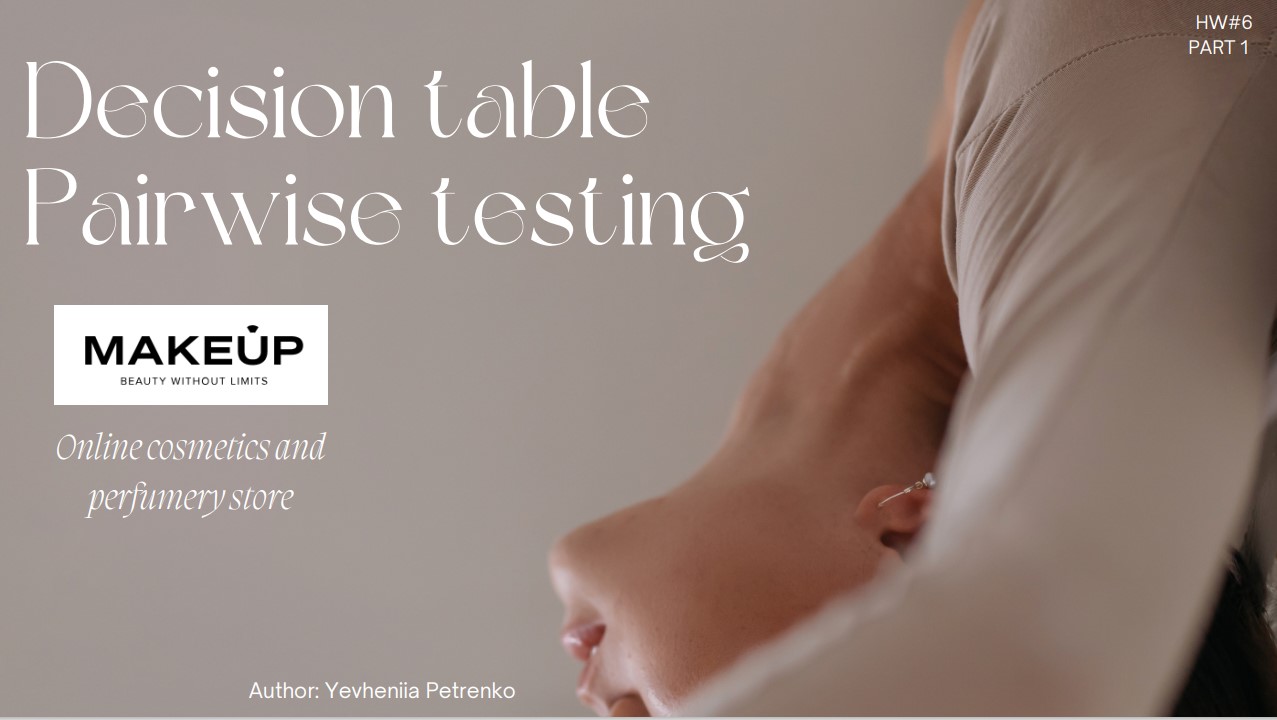 HW#6
PART 1
Decision table
Pairwise testing
MAKEUP
BEAUTY WITHOUT LIMITS
Online cosmetics and
perfumery store
Author: Yevheniia Petrenko